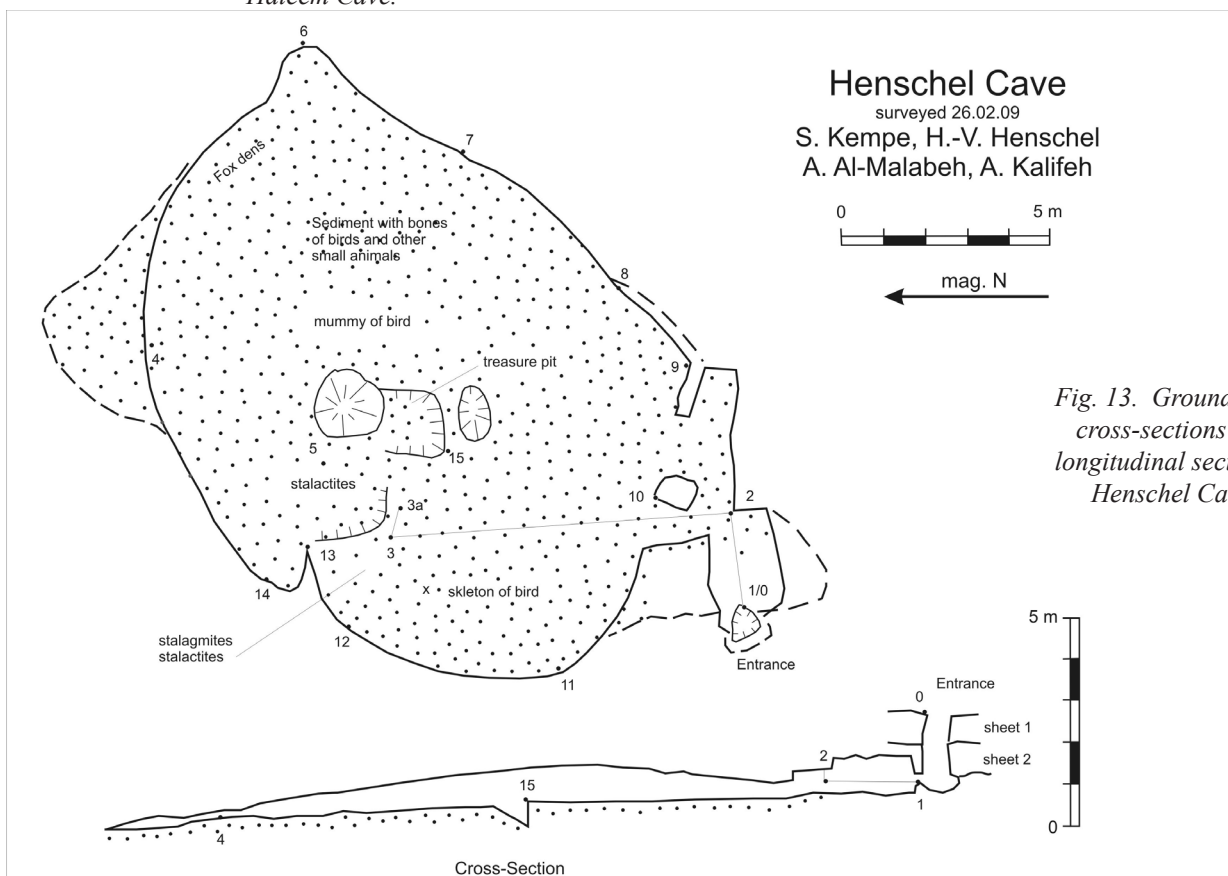 Haleem Cave.
6
Henschel Cave
surveyed 26.02.09
S. Kempe, H.-V. Henschel
A. Al-Malabeh, A. Kalifeh
0 5 m
mag. N
7
Fox dens
Sediment with bones
of birds and other
small animals
8
mummy of bird
4
treasure pit
9
5
15
stalactites
10
2
3a
13
3
14
x skleton of bird
1/0
12
stalagmites
stalactites
Entrance
11
Fig. 13. Ground
cross-sections
longitudinal sec
Henschel Ca
5 m
0
Entrance
sheet 1
sheet 2
2
15
1
4
0
Cross-Section